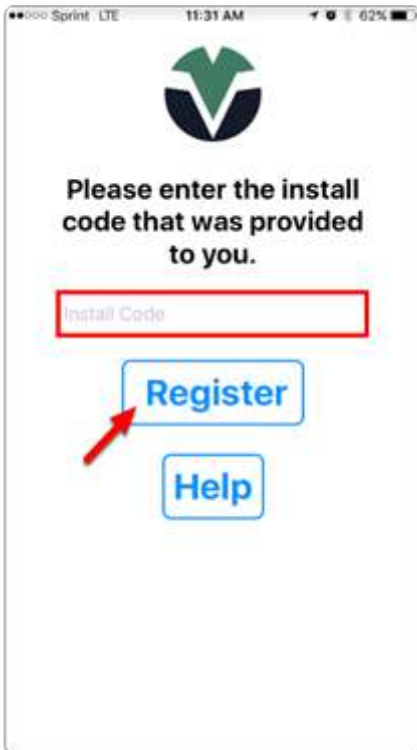 Sprint LTE 11:31 AM 62%
Please enter the install
code that was provided
to you.
Install Code
Register
Help